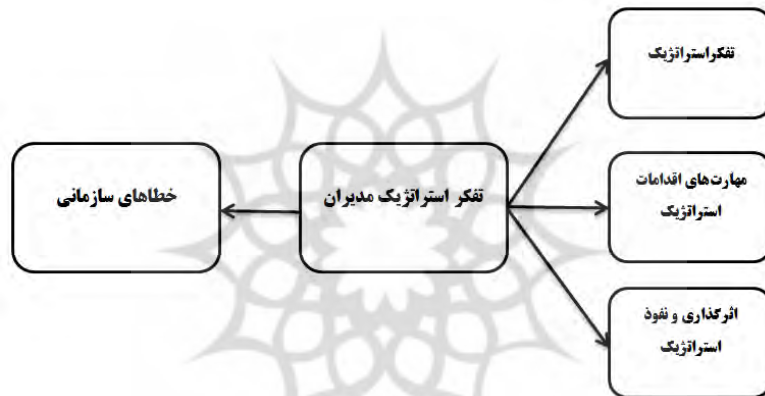 تفکراستراتژیک
مهارت‌های اقدامات
استراتژیک
اثرگذاری و نفوذ
استراتژیک
تفکر استراتژیک مدیران
خطاهای سازمانی